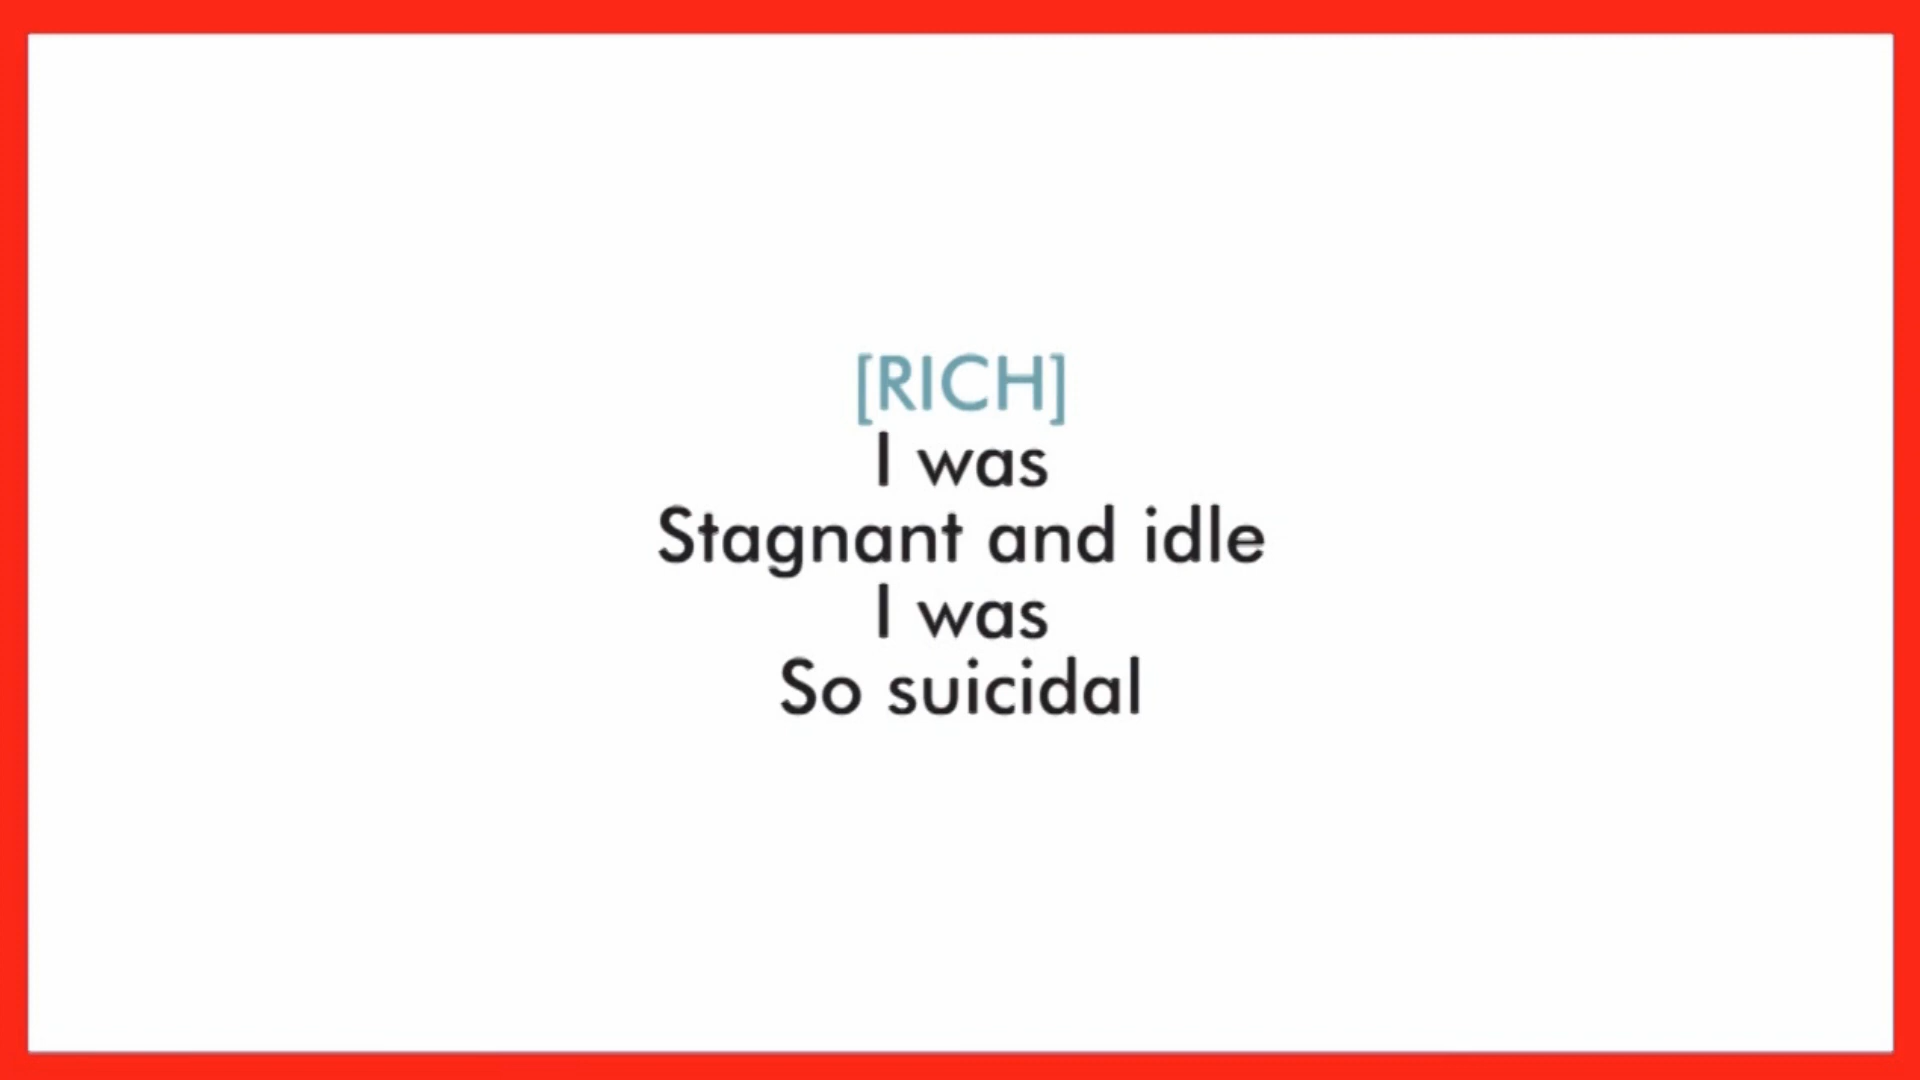 [RICH]
I was
Stagnant and idle
I was
So suicidal